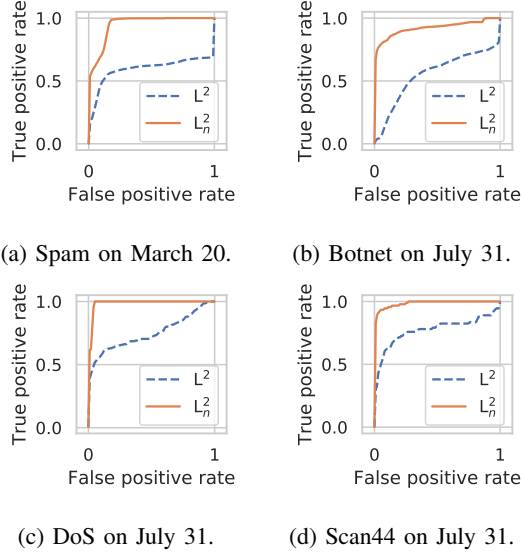 True positive rate
1.0
0.5
0.0
L²
L²ₙ
0
1
False positive rate
(a) Spam on March 20.
True positive rate
1.0
0.5
0.0
L²
L²ₙ
0
1
False positive rate
(b) Botnet on July 31.
True positive rate
1.0
0.5
0.0
L²
L²ₙ
0
1
False positive rate
(c) DoS on July 31.
True positive rate
1.0
0.5
0.0
L²
L²ₙ
0
1
False positive rate
(d) Scan44 on July 31.